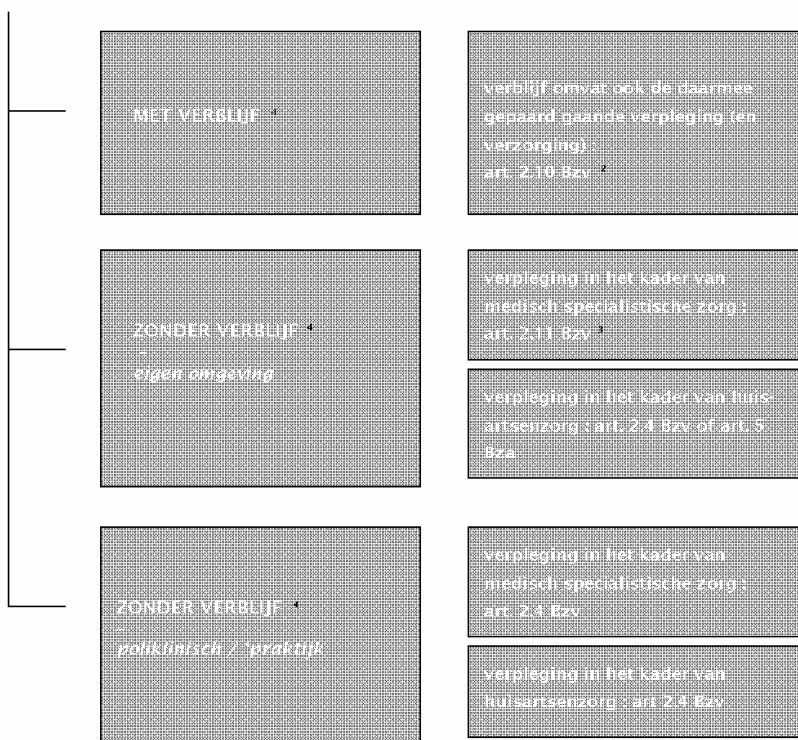 MET VERBLIJF 4
verblijf omvat ook de daarmee
gepaard gaande verpleging (en
verzorging) :
art. 2.10 Bzv 2
ZONDER VERBLIJF 4
–
eigen omgeving
verpleging in het kader van
medisch specialistische zorg :
art. 2.11 Bzv 3
verpleging in het kader van huis-
artsenzorg : art. 2.4 Bzv of art. 5
Bza
ZONDER VERBLIJF 4
–
poliklinisch / 'praktijk
verpleging in het kader van
medisch specialistische zorg :
art. 2.4 Bzv
verpleging in het kader van
huisartsenzorg : art 2.4 Bzv